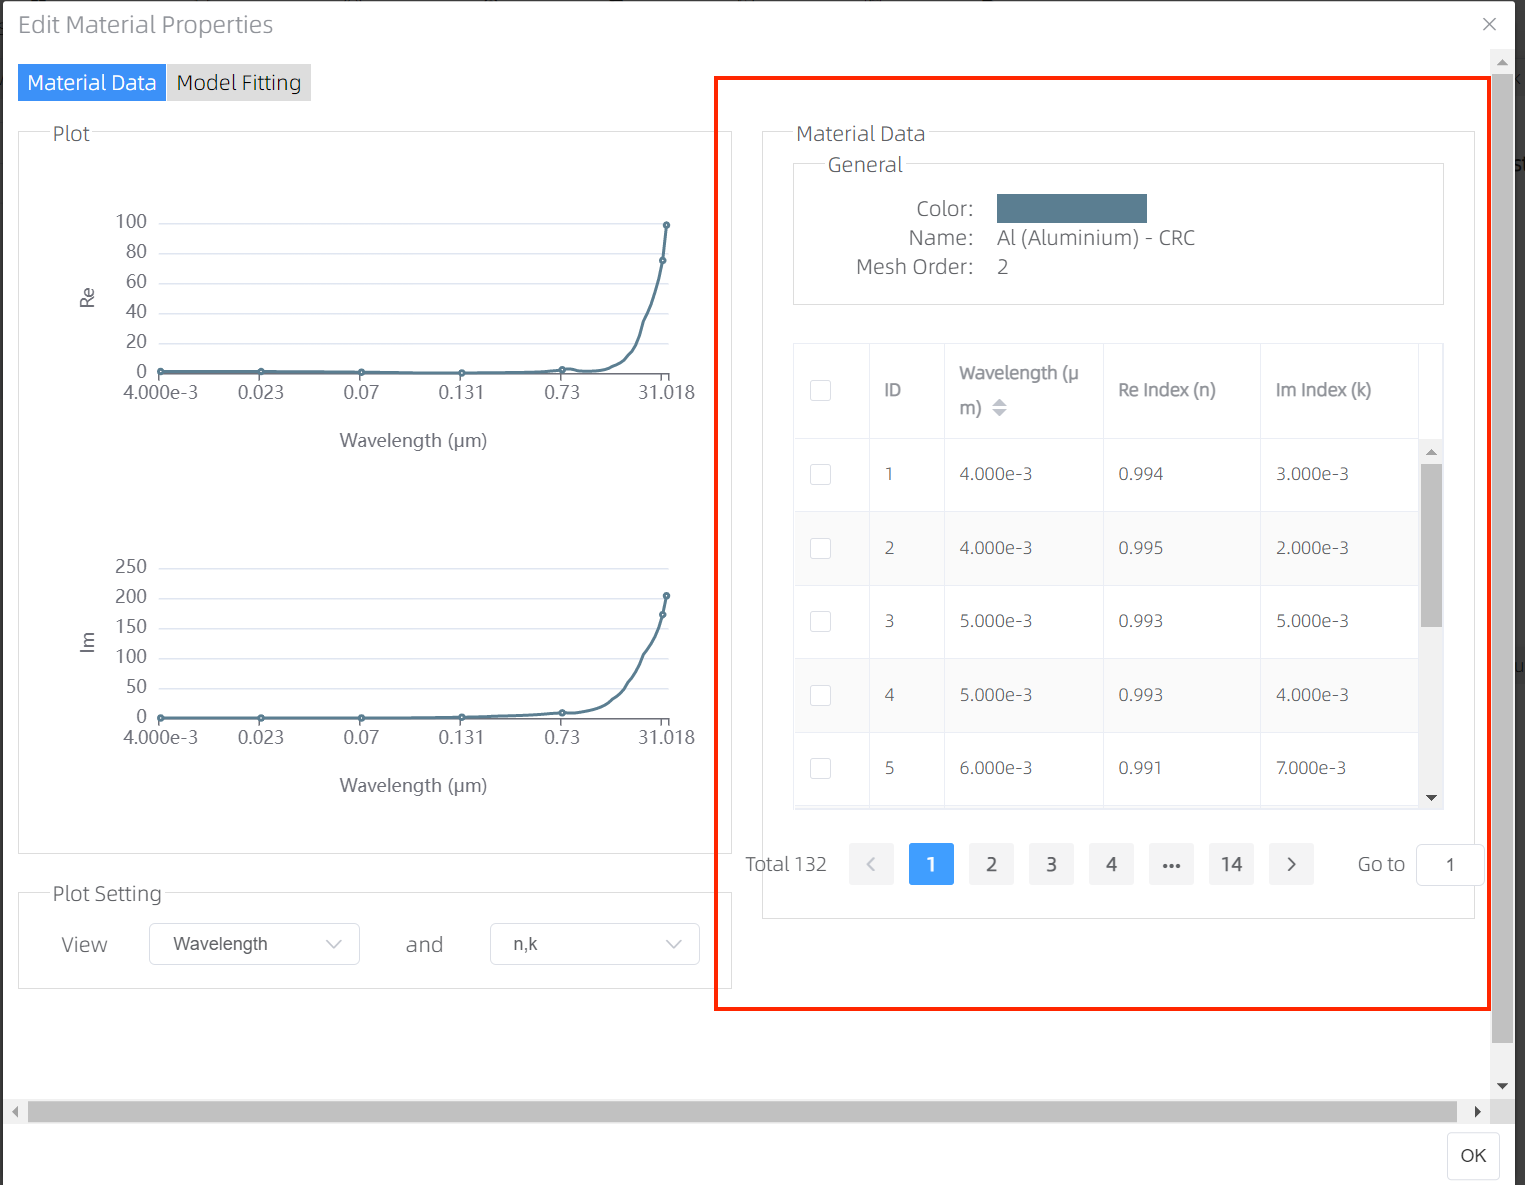 Edit Material Properties
Material Data
Model Fitting
Plot
100
80
60
40
20
0
Re
4.000e-3 0.023 0.07 0.131 0.73 31.018
Wavelength (μm)
250
200
150
100
50
0
Im
4.000e-3 0.023 0.07 0.131 0.73 31.018
Wavelength (μm)
Plot Setting
View Wavelength and n,k
Material Data
General
Color:
Name: Al (Aluminium) - CRC
Mesh Order: 2
ID Wavelength (μ
m) Re Index (n) Im Index (k)
1 4.000e-3 0.994 3.000e-3
2 4.000e-3 0.995 2.000e-3
3 5.000e-3 0.993 5.000e-3
4 5.000e-3 0.993 4.000e-3
5 6.000e-3 0.991 7.000e-3
Total 132 1 2 3 4 ••• 14 Go to 1
OK